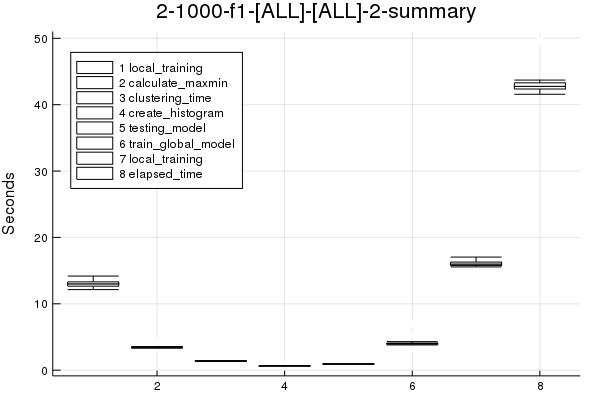 2-1000-f1-[ALL]-[ALL]-2-summary
50
40
30
20
10
0
Seconds
1 local_training
2 calculate_maxmin
3 clustering_time
4 create_histogram
5 testing_model
6 train_global_model
7 local_training
8 elapsed_time
2 4 6 8